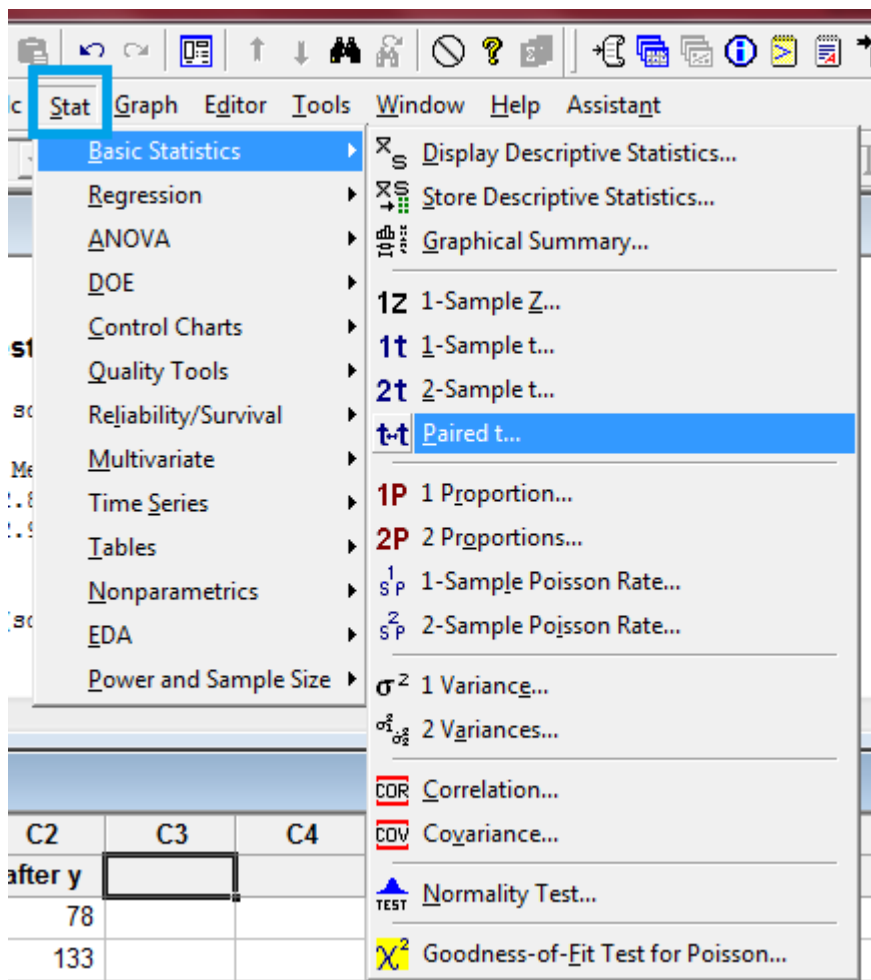 Stat Graph Editor Tools Window Help Assistant
Basic Statistics
Regression
ANOVA
DOE
Control Charts
Quality Tools
Reliability/Survival
Multivariate
Time Series
Tables
Nonparametrics
EDA
Power and Sample Size
Display Descriptive Statistics...
Store Descriptive Statistics...
Graphical Summary...
1Z 1-Sample Z...
1t 1-Sample t...
2t 2-Sample t...
t-t Paired t...
1P 1 Proportion...
2P 2 Proportions...
1-Sample Poisson Rate...
2-Sample Poisson Rate...
σ² 1 Variance...
2 Variances...
COR Correlation...
COV Covariance...
TEST Normality Test...
χ² Goodness-of-Fit Test for Poisson...
C2 C3 C4
after y
78
133